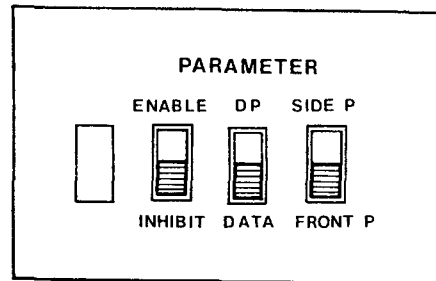 PARAMETER
ENABLE DP SIDE P
INHIBIT DATA FRONT P